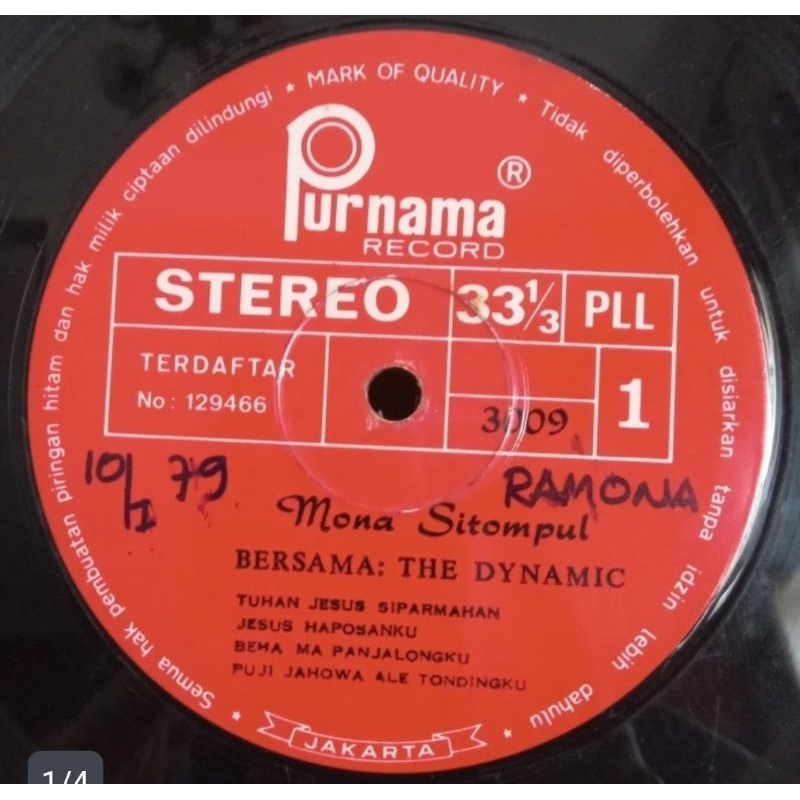 MARK OF QUALITY ★ Tidak diperbolehkan untuk disiarkan tanpa idzin lebih dahulu ★
Semua hak pembuatan piringan hitam dan hak milik ciptaan dilindungi ★
Purnama ®
RECORD
STEREO 33⅓ PLL
TERDAFTAR
No: 129466
3009
1
10/I 79
RAMONA
Mona Sitompul
BERSAMA: THE DYNAMIC
TUHAN JESUS SIPARMAHAN
JESUS HAPOSANKU
BEHA MA PANJALONGKU
PUJI JAHOWA ALE TONDINGKU
JAKARTA
1/4